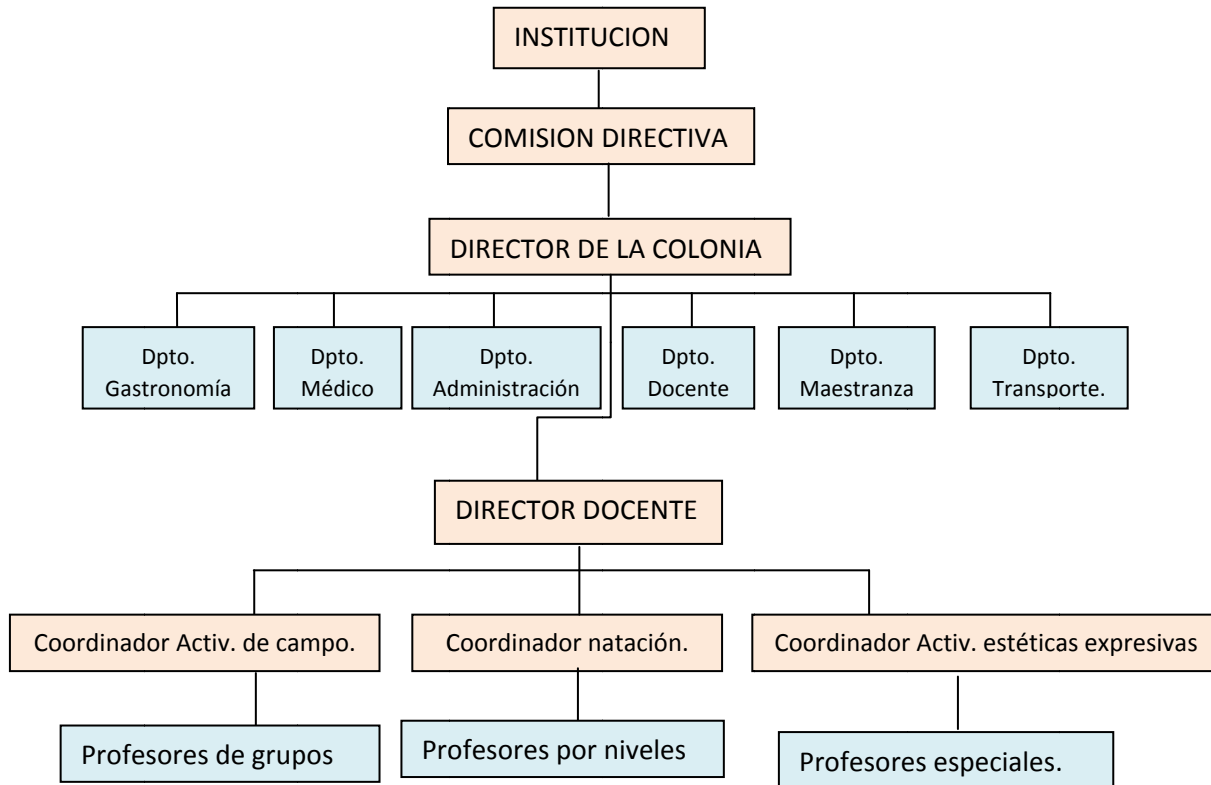 INSTITUCION
COMISION DIRECTIVA
DIRECTOR DE LA COLONIA
Dpto.
Gastronomía
Dpto.
Médico
Dpto.
Administración
Dpto.
Docente
Dpto.
Maestranza
Dpto.
Transporte.
DIRECTOR DOCENTE
Coordinador Activ. de campo.
Coordinador natación.
Coordinador Activ. estéticas expresivas
Profesores de grupos
Profesores por niveles
Profesores especiales.